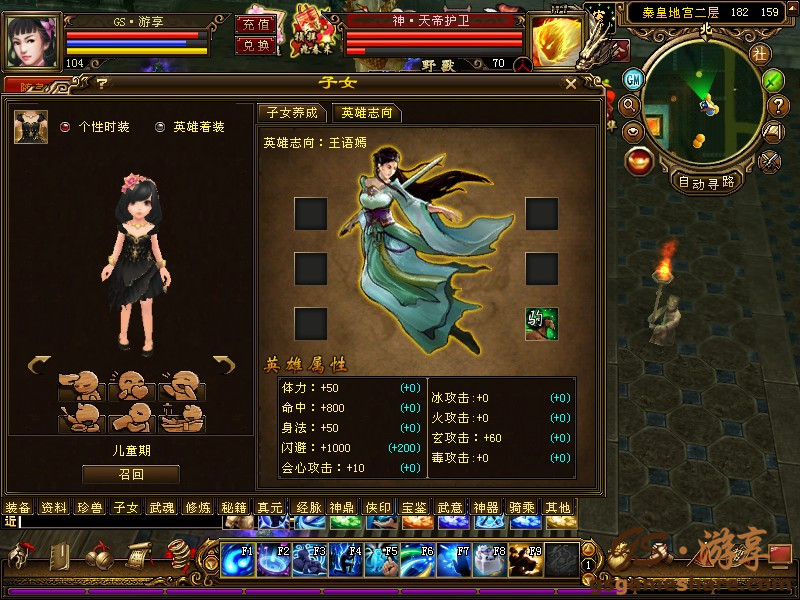 GS·游享
104
充值
兑换
神·天帝护卫
野兽
70
秦皇地宫二层 182 159
北
社
GM
?
自动寻路
?
子女
个性时装
英雄着装
子女养成
英雄志向
英雄志向：王语嫣
驹
英雄属性
体力：+50 (+0)
命中：+800 (+0)
身法：+50 (+0)
闪避：+1000 (+200)
会心攻击：+10 (+0)
冰攻击：+0 (+0)
火攻击：+0 (+0)
玄攻击：+60 (+0)
毒攻击：+0 (+0)
儿童期
召回
装备 资料 珍兽 子女 武魂 修炼 秘籍 真元 经脉 神鼎 侠印 宝鉴 武意 神器 骑乘 其他
近
F1 F2 F3 F4 F5 F6 F7 F8 F9
1
GS·游享